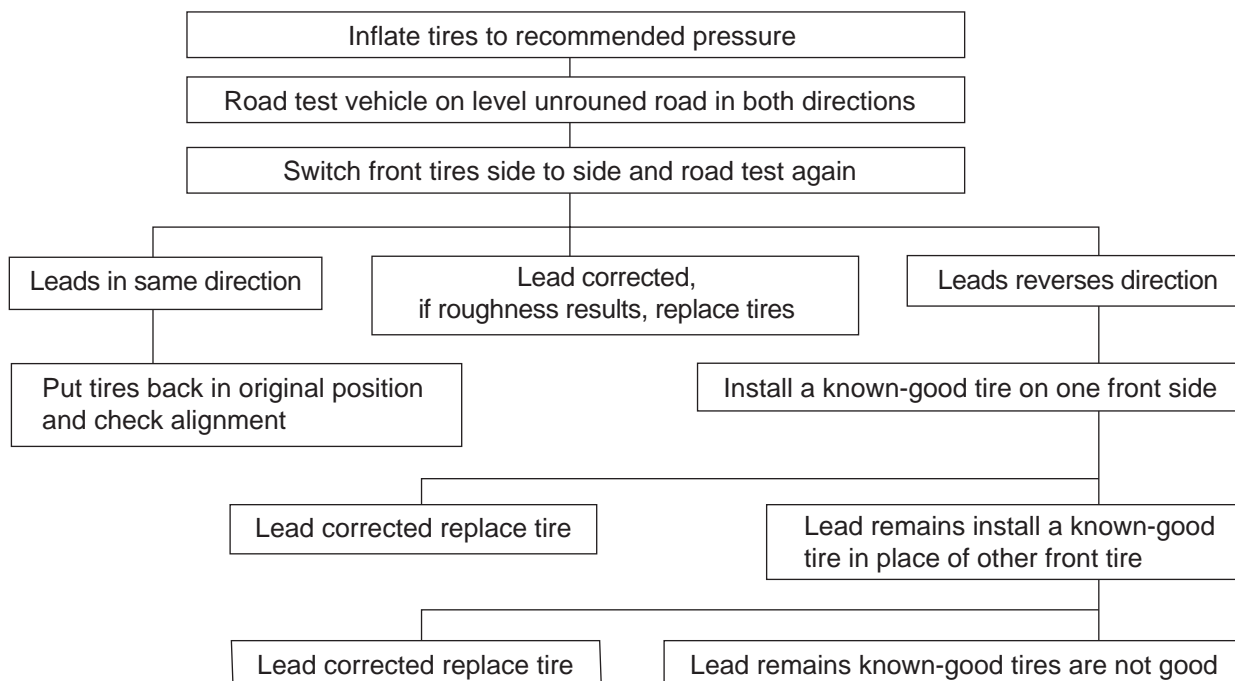 Inflate tires to recommended pressure
Road test vehicle on level unrouned road in both directions
Switch front tires side to side and road test again
Leads in same direction
Lead corrected,
if roughness results, replace tires
Leads reverses direction
Put tires back in original position
and check alignment
Install a known-good tire on one front side
Lead corrected replace tire
Lead remains install a known-good
tire in place of other front tire
Lead corrected replace tire
Lead remains known-good tires are not good